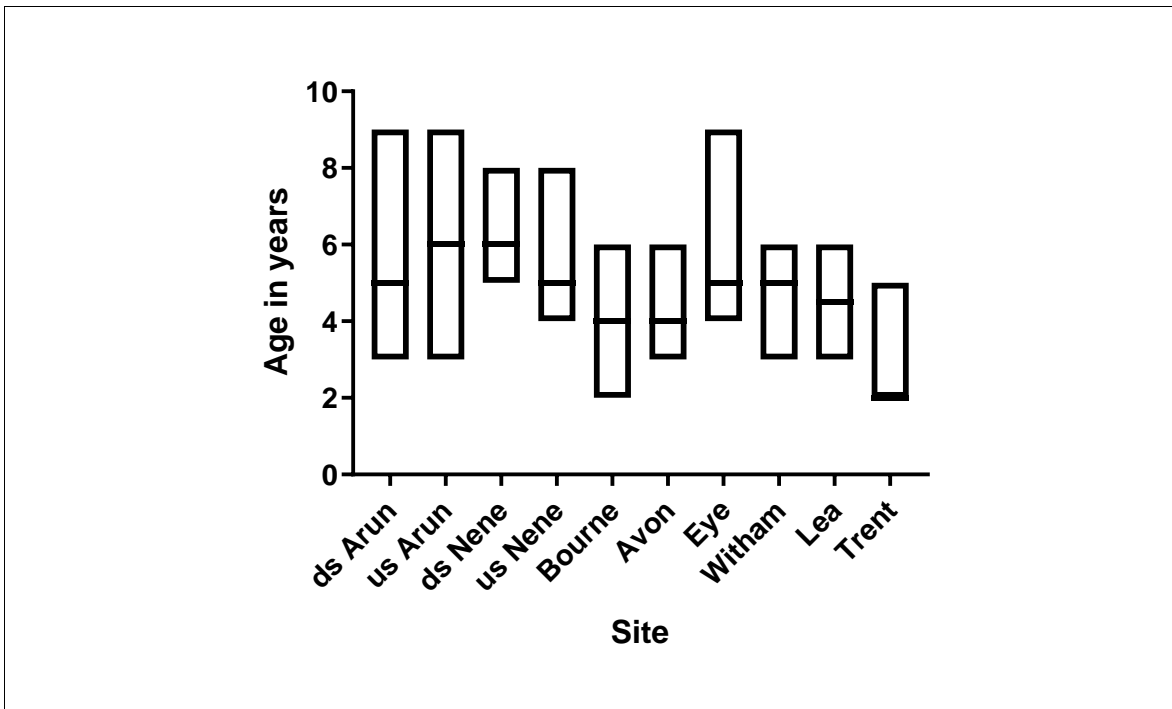 Age in years
10
8
6
4
2
0
ds Arun
us Arun
ds Nene
us Nene
Bourne
Avon
Eye
Witham
Lea
Trent
Site